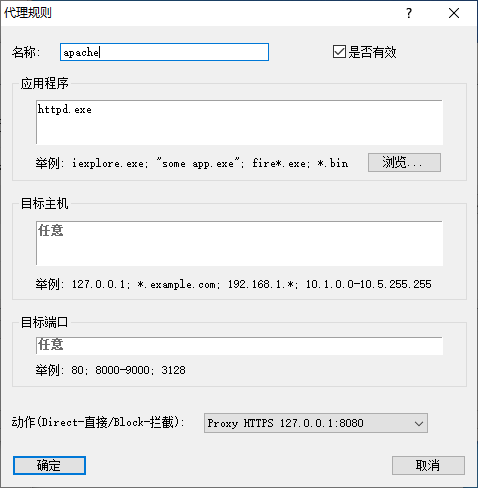 代理规则
名称: apache 是否有效
应用程序
httpd.exe
举例: iexplore.exe; "some app.exe"; fire*.exe; *.bin 浏览...
目标主机
任意
举例: 127.0.0.1; *.example.com; 192.168.1.*; 10.1.0.0-10.5.255.255
目标端口
任意
举例: 80; 8000-9000; 3128
动作(Direct-直接/Block-拦截): Proxy HTTPS 127.0.0.1:8080
确定 取消